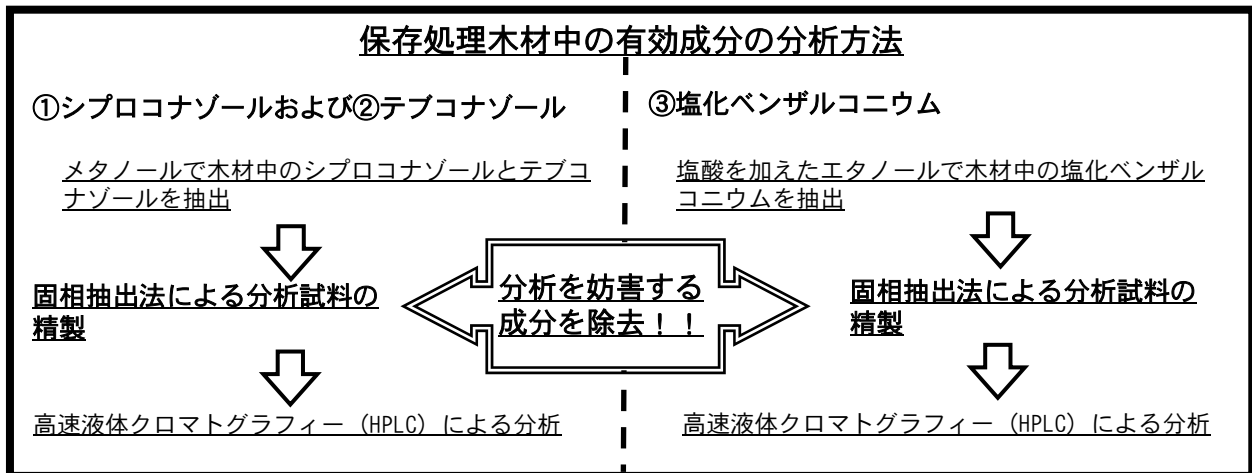 保存処理木材中の有効成分の分析方法
①シプロコナゾールおよび②テブコナゾール
メタノールで木材中のシプロコナゾールとテブコ
ナゾールを抽出
固相抽出法による分析試料の
精製
高速液体クロマトグラフィー（HPLC）による分析
分析を妨害する
成分を除去！！
③塩化ベンザルコニウム
塩酸を加えたエタノールで木材中の塩化ベンザル
コニウムを抽出
固相抽出法による分析試料の
精製
高速液体クロマトグラフィー（HPLC）による分析